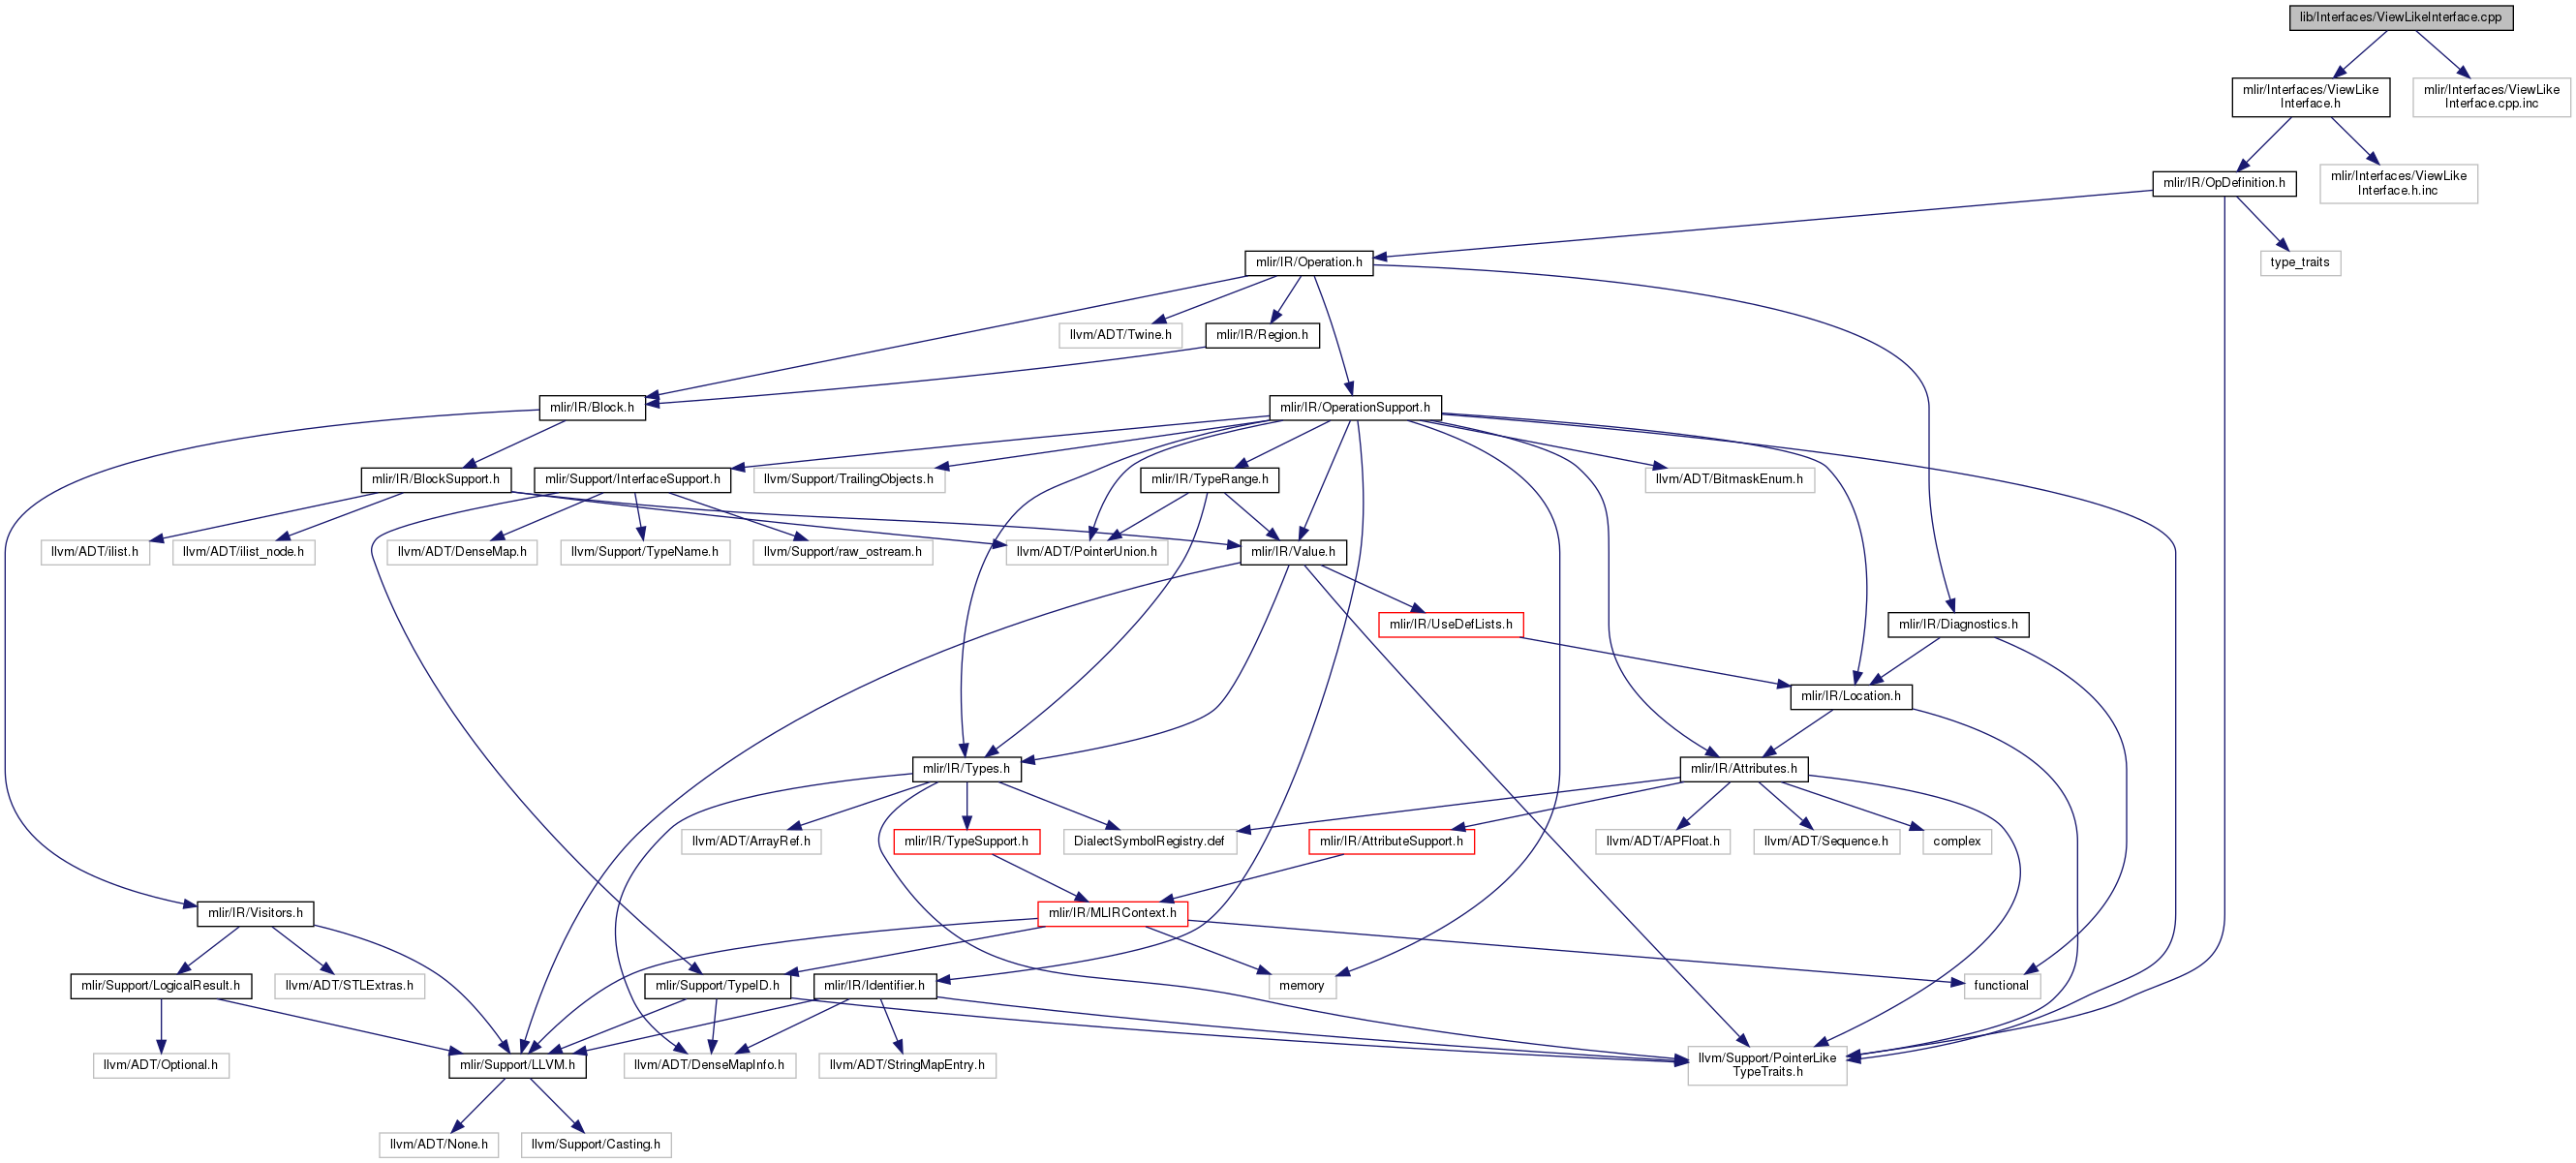 lib/Interfaces/ViewLikeInterface.cpp
mlir/Interfaces/ViewLike
Interface.h
mlir/Interfaces/ViewLike
Interface.cpp.inc
mlir/IR/OpDefinition.h
mlir/Interfaces/ViewLike
Interface.h.inc
mlir/IR/Operation.h
type_traits
llvm/ADT/Twine.h
mlir/IR/Region.h
mlir/IR/Block.h
mlir/IR/OperationSupport.h
mlir/IR/BlockSupport.h
mlir/Support/InterfaceSupport.h
llvm/Support/TrailingObjects.h
mlir/IR/TypeRange.h
llvm/ADT/BitmaskEnum.h
llvm/ADT/ilist.h
llvm/ADT/ilist_node.h
llvm/ADT/DenseMap.h
llvm/Support/TypeName.h
llvm/Support/raw_ostream.h
llvm/ADT/PointerUnion.h
mlir/IR/Value.h
mlir/IR/UseDefLists.h
mlir/IR/Diagnostics.h
mlir/IR/Location.h
mlir/IR/Types.h
mlir/IR/Attributes.h
llvm/ADT/ArrayRef.h
mlir/IR/TypeSupport.h
DialectSymbolRegistry.def
mlir/IR/AttributeSupport.h
llvm/ADT/APFloat.h
llvm/ADT/Sequence.h
complex
mlir/IR/Visitors.h
mlir/IR/MLIRContext.h
mlir/Support/LogicalResult.h
llvm/ADT/STLExtras.h
mlir/Support/TypeID.h
mlir/IR/Identifier.h
memory
functional
llvm/ADT/Optional.h
mlir/Support/LLVM.h
llvm/ADT/DenseMapInfo.h
llvm/ADT/StringMapEntry.h
llvm/Support/PointerLike
TypeTraits.h
llvm/ADT/None.h
llvm/Support/Casting.h